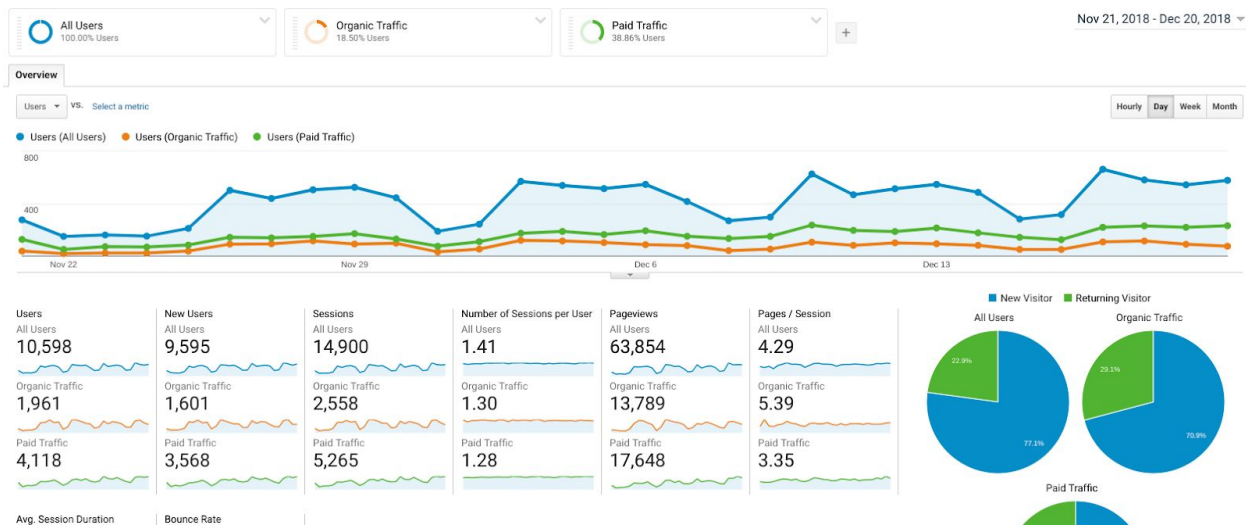 All Users
100.00% Users
Organic Traffic
18.50% Users
Paid Traffic
38.86% Users
+
Nov 21, 2018 - Dec 20, 2018
Overview
Users VS. Select a metric
Hourly Day Week Month
Users (All Users) Users (Organic Traffic) Users (Paid Traffic)
800
400
Nov 22 Nov 29 Dec 6 Dec 13
Users
All Users
10,598
Organic Traffic
1,961
Paid Traffic
4,118
New Users
All Users
9,595
Organic Traffic
1,601
Paid Traffic
3,568
Sessions
All Users
14,900
Organic Traffic
2,558
Paid Traffic
5,265
Number of Sessions per User
All Users
1.41
Organic Traffic
1.30
Paid Traffic
1.28
Pageviews
All Users
63,854
Organic Traffic
13,789
Paid Traffic
17,648
Pages / Session
All Users
4.29
Organic Traffic
5.39
Paid Traffic
3.35
New Visitor Returning Visitor
All Users
22.9%
77.1%
Organic Traffic
29.1%
70.9%
Paid Traffic
Avg. Session Duration
Bounce Rate